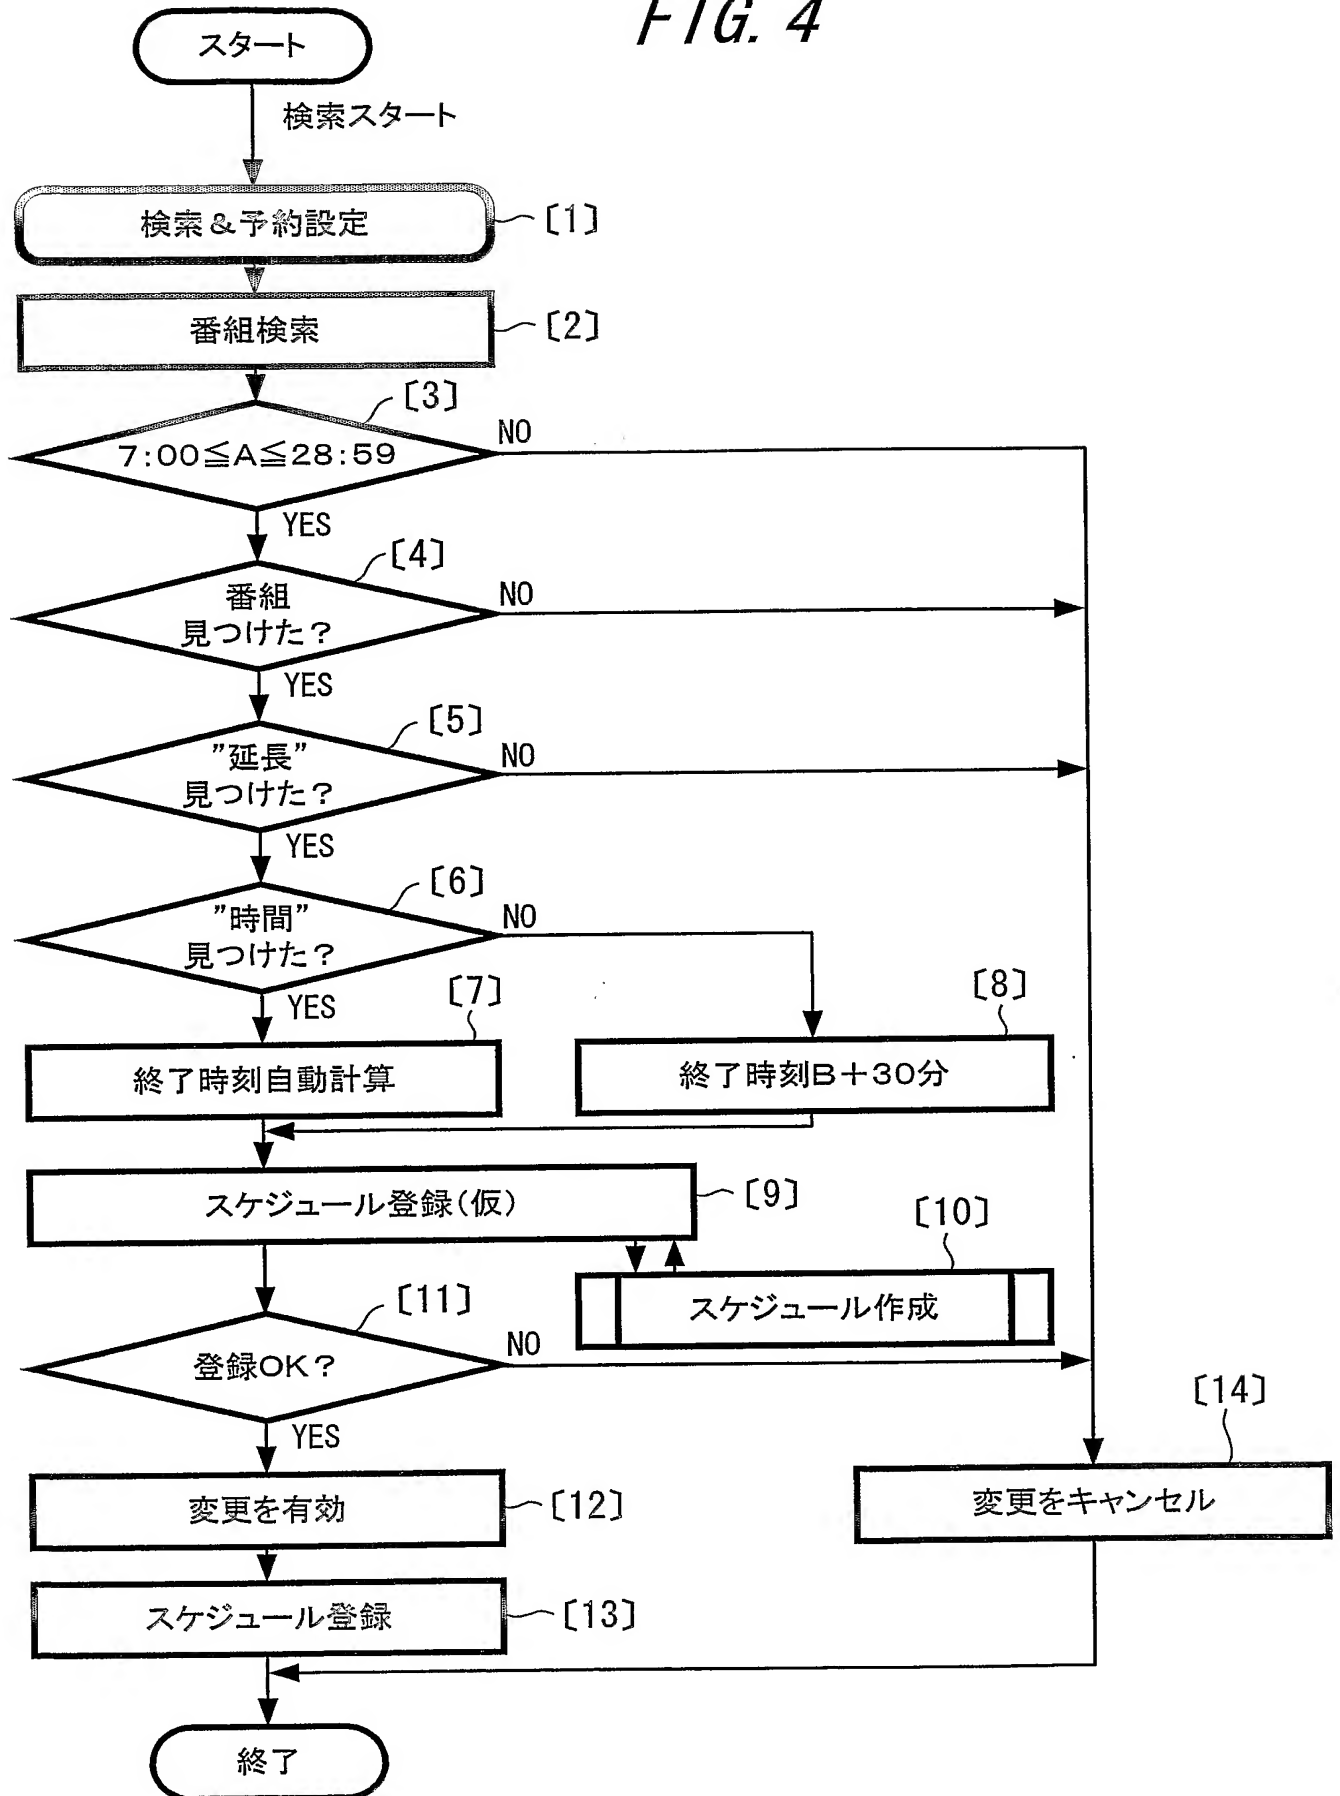 FIG. 4
スタート
検索スタート
検索&予約設定
〔1〕
番組検索
〔2〕
〔3〕
7:00≦A≦28:59
NO
YES
〔4〕
番組
見つけた?
NO
YES
〔5〕
”延長”
見つけた?
NO
YES
〔6〕
”時間”
見つけた?
NO
YES
〔7〕
終了時刻自動計算
〔8〕
終了時刻B+30分
スケジュール登録(仮)
〔9〕
〔10〕
スケジュール作成
〔11〕
登録OK?
NO
YES
変更を有効
〔12〕
〔14〕
変更をキャンセル
スケジュール登録
〔13〕
終了